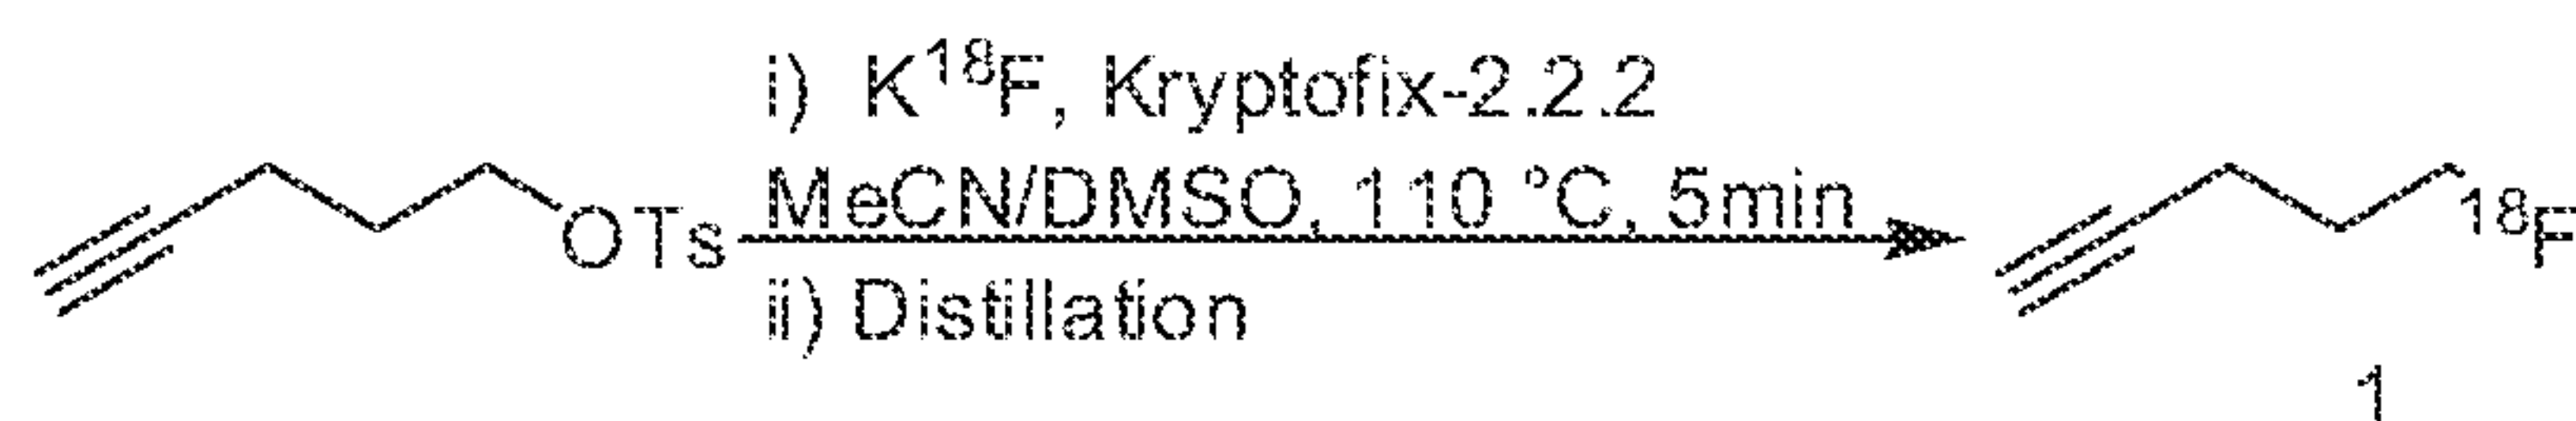 i) K¹⁸F, Kryptofix-2.2.2
MeCN/DMSO, 110 °C, 5min
OTs
ii) Distillation
¹⁸F
1